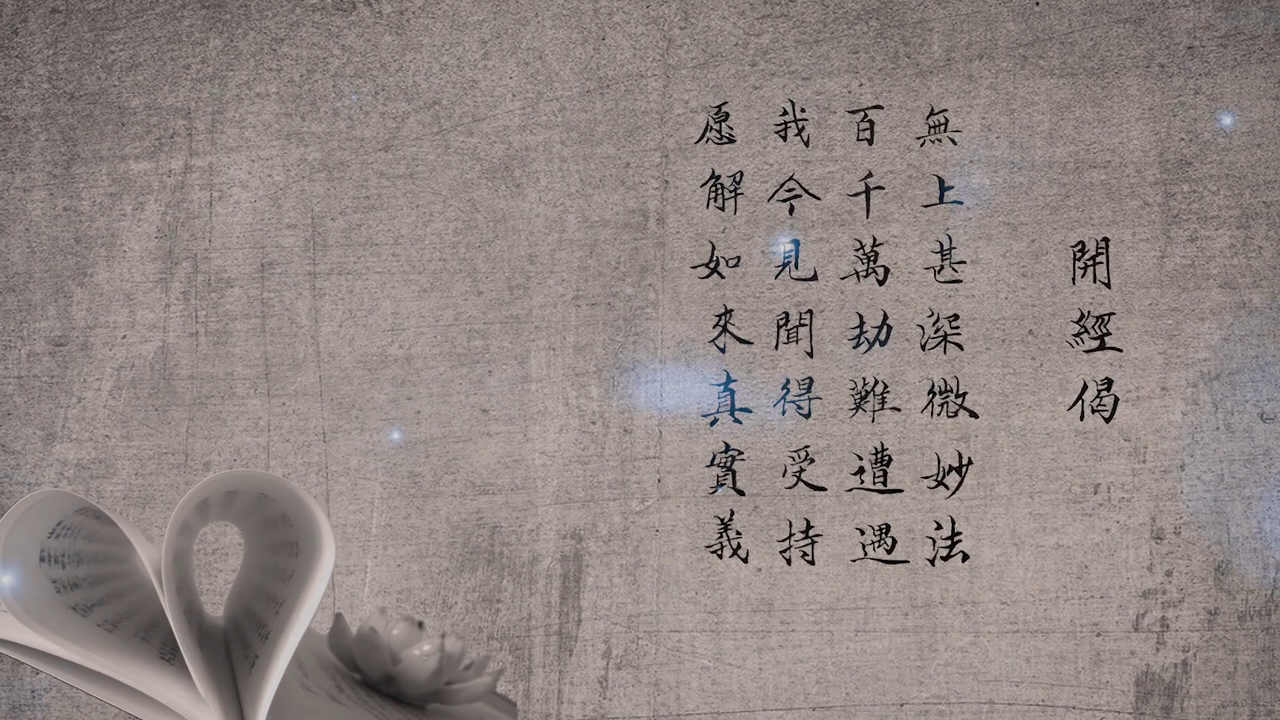 開經偈
無上甚深微妙法
百千萬劫難遭遇
我今見聞得受持
愿解如來真實義